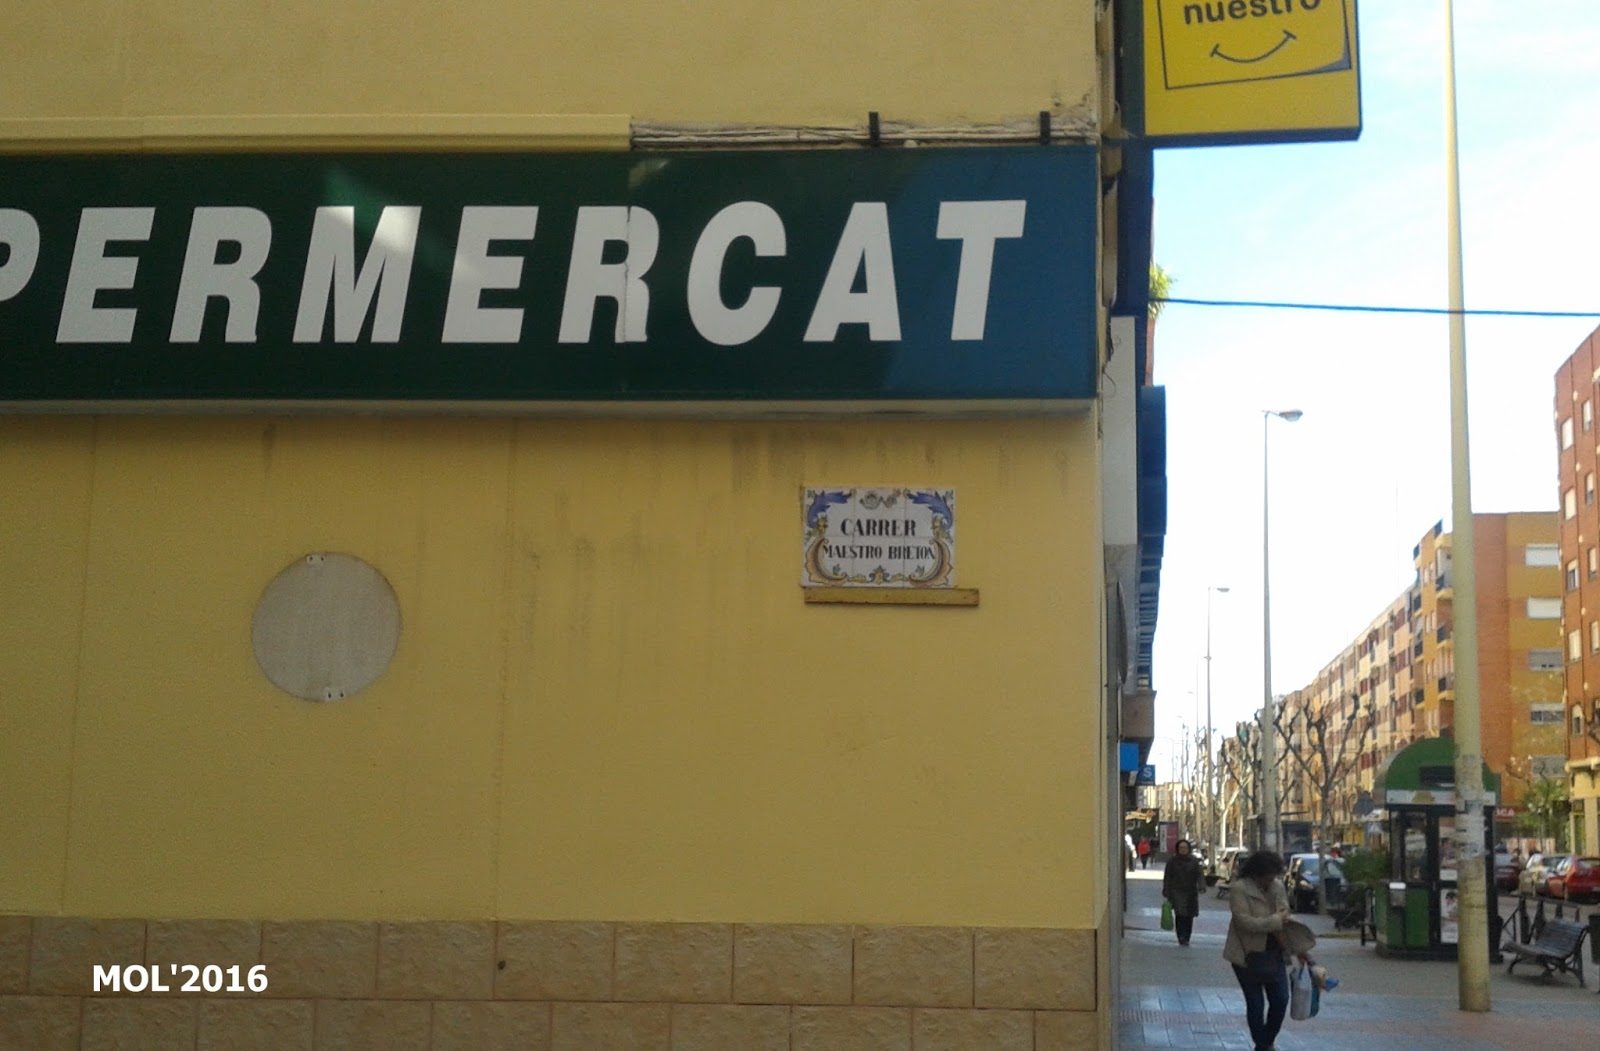 nuestro
PERMERCAT
CARRER
MAESTRO BRETON
S
MOL'2016